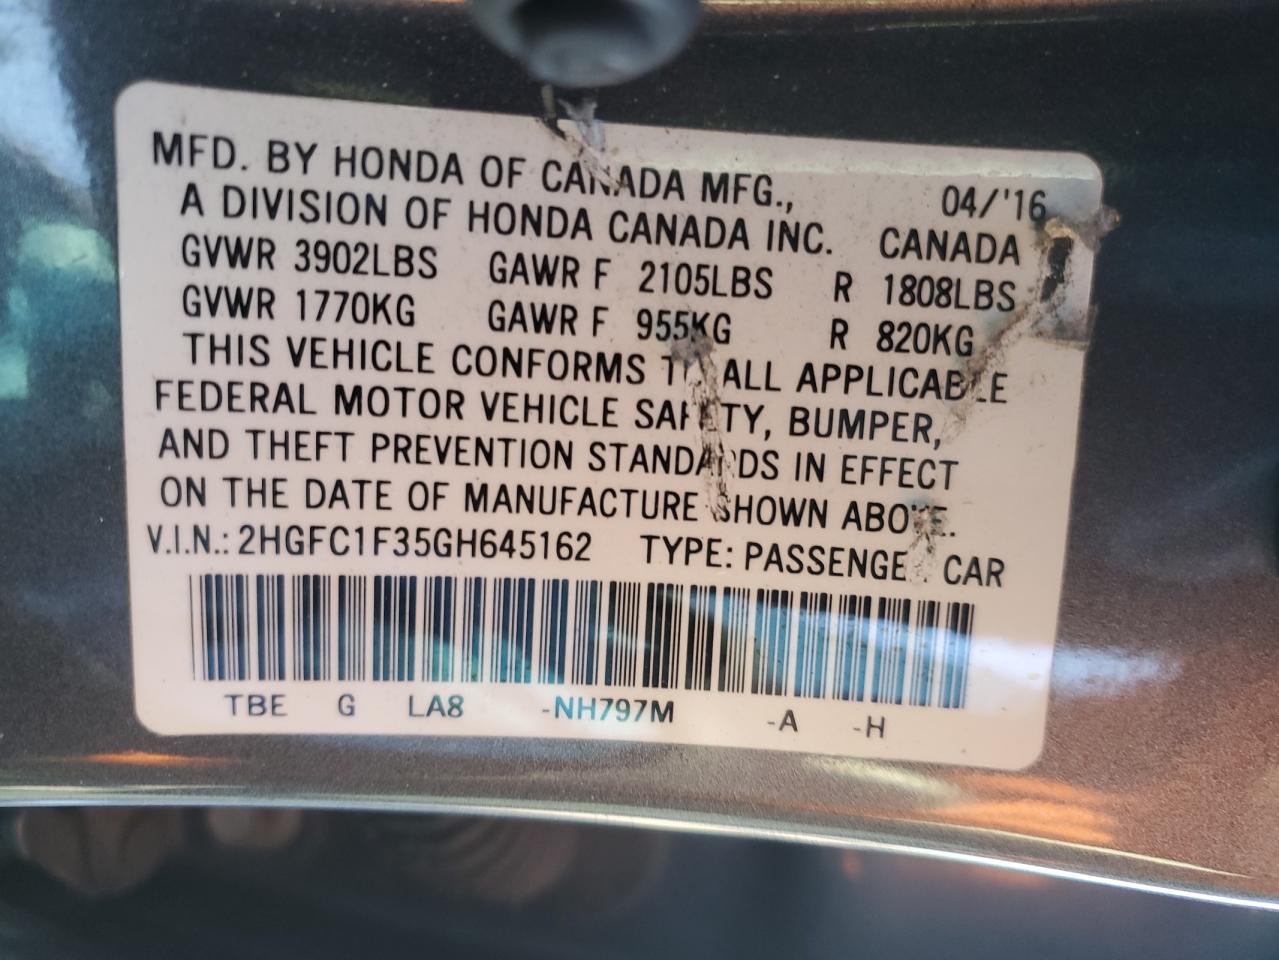 MFD. BY HONDA OF CANADA MFG., 04/'16
A DIVISION OF HONDA CANADA INC. CANADA
GVWR 3902LBS GAWR F 2105LBS R 1808LBS
GVWR 1770KG GAWR F 955KG R 820KG
THIS VEHICLE CONFORMS TO ALL APPLICABLE
FEDERAL MOTOR VEHICLE SAFETY, BUMPER,
AND THEFT PREVENTION STANDARDS IN EFFECT
ON THE DATE OF MANUFACTURE SHOWN ABOVE.
V.I.N.: 2HGFC1F35GH645162 TYPE: PASSENGER CAR
TBE G LA8 -NH797M -A -H